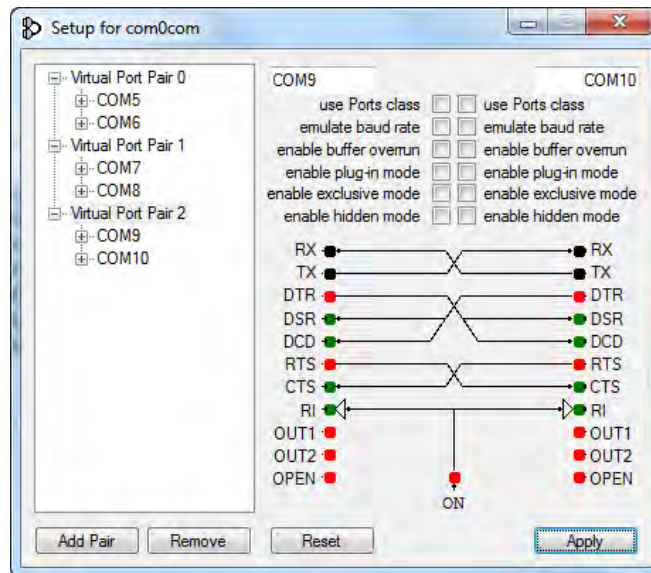 Setup for com0com
Virtual Port Pair 0
COM5
COM6
Virtual Port Pair 1
COM7
COM8
Virtual Port Pair 2
COM9
COM10
COM9 COM10
use Ports class use Ports class
emulate baud rate emulate baud rate
enable buffer overrun enable buffer overrun
enable plug-in mode enable plug-in mode
enable exclusive mode enable exclusive mode
enable hidden mode enable hidden mode
RX RX
TX TX
DTR DTR
DSR DSR
DCD DCD
RTS RTS
CTS CTS
RI RI
OUT1 OUT1
OUT2 OUT2
OPEN OPEN
ON
Add Pair Remove Reset Apply